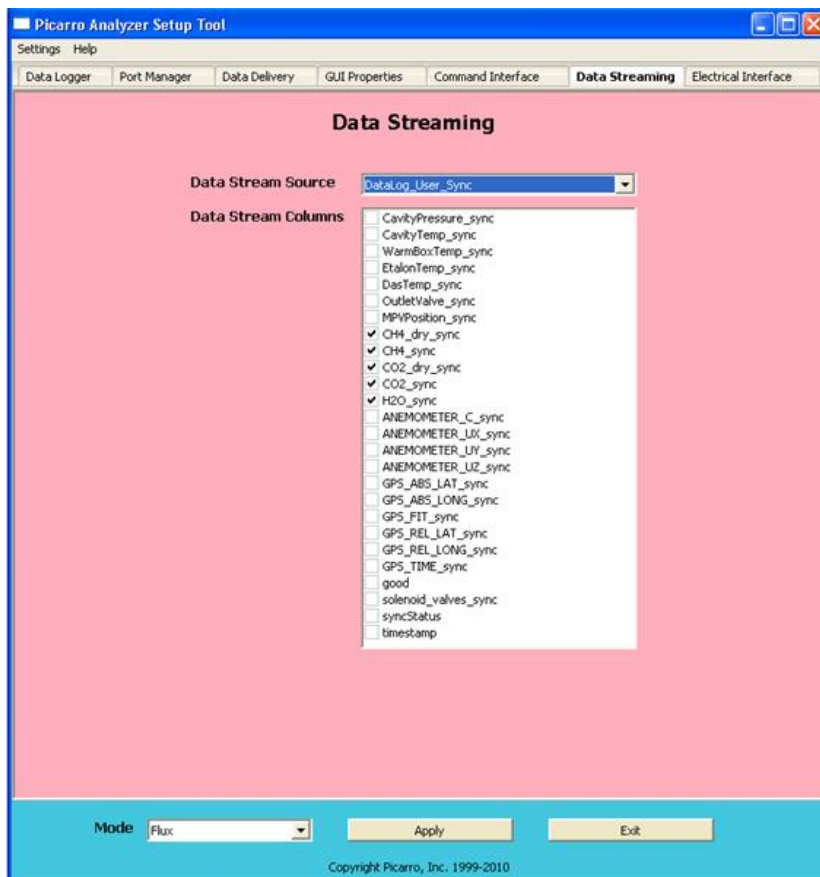 Picarro Analyzer Setup Tool
Settings Help
Data Logger Port Manager Data Delivery GUI Properties Command Interface Data Streaming Electrical Interface
Data Streaming
Data Stream Source DataLog_User_Sync
Data Stream Columns CavityPressure_sync
CavityTemp_sync
WarmBoxTemp_sync
EtalonTemp_sync
DasTemp_sync
OutletValve_sync
MPVPosition_sync
CH4_dry_sync
CH4_sync
CO2_dry_sync
CO2_sync
H2O_sync
ANEMOMETER_C_sync
ANEMOMETER_UX_sync
ANEMOMETER_UY_sync
ANEMOMETER_UZ_sync
GPS_ABS_LAT_sync
GPS_ABS_LONG_sync
GPS_FIT_sync
GPS_REL_LAT_sync
GPS_REL_LONG_sync
GPS_TIME_sync
good
solenoid_valves_sync
syncStatus
timestamp
Mode Flux Apply Exit
Copyright Picarro, Inc. 1999-2010